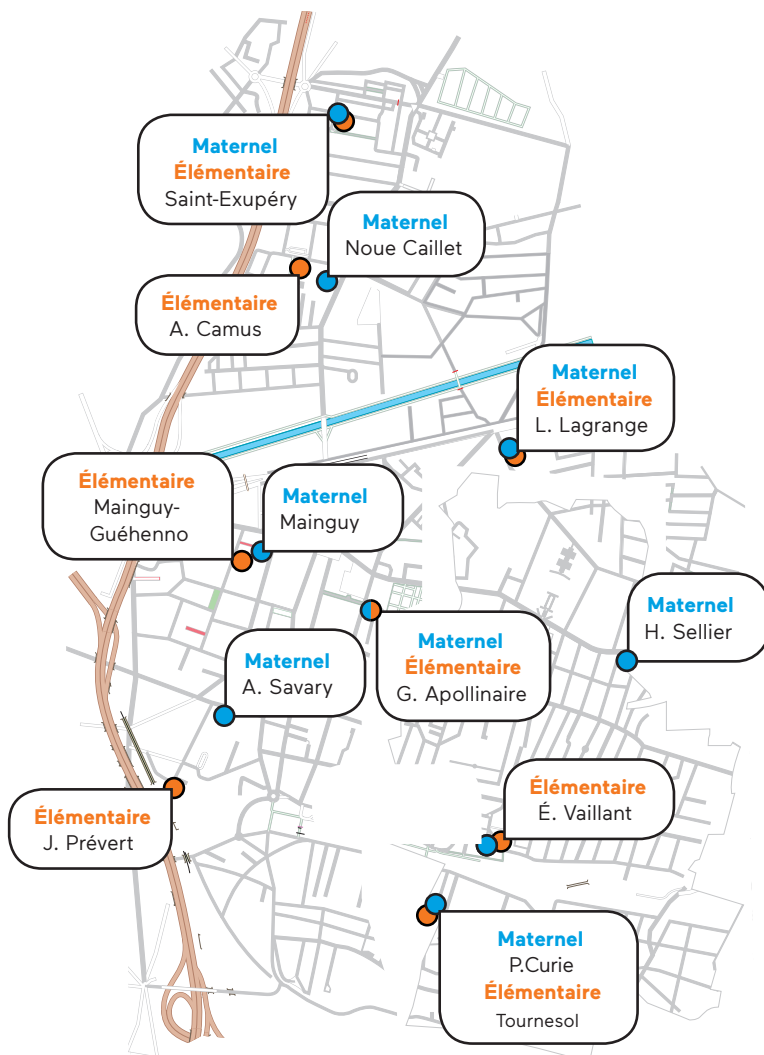 Maternel
Élémentaire
Saint-Exupéry
Maternel
Noue Caillet
Élémentaire
A. Camus
Maternel
Élémentaire
L. Lagrange
Élémentaire
Mainguy-
Guéhenno
Maternel
Mainguy
Maternel
H. Sellier
Maternel
Élémentaire
G. Apollinaire
Maternel
A. Savary
Élémentaire
É. Vaillant
Élémentaire
J. Prévert
Maternel
P.Curie
Élémentaire
Tournesol